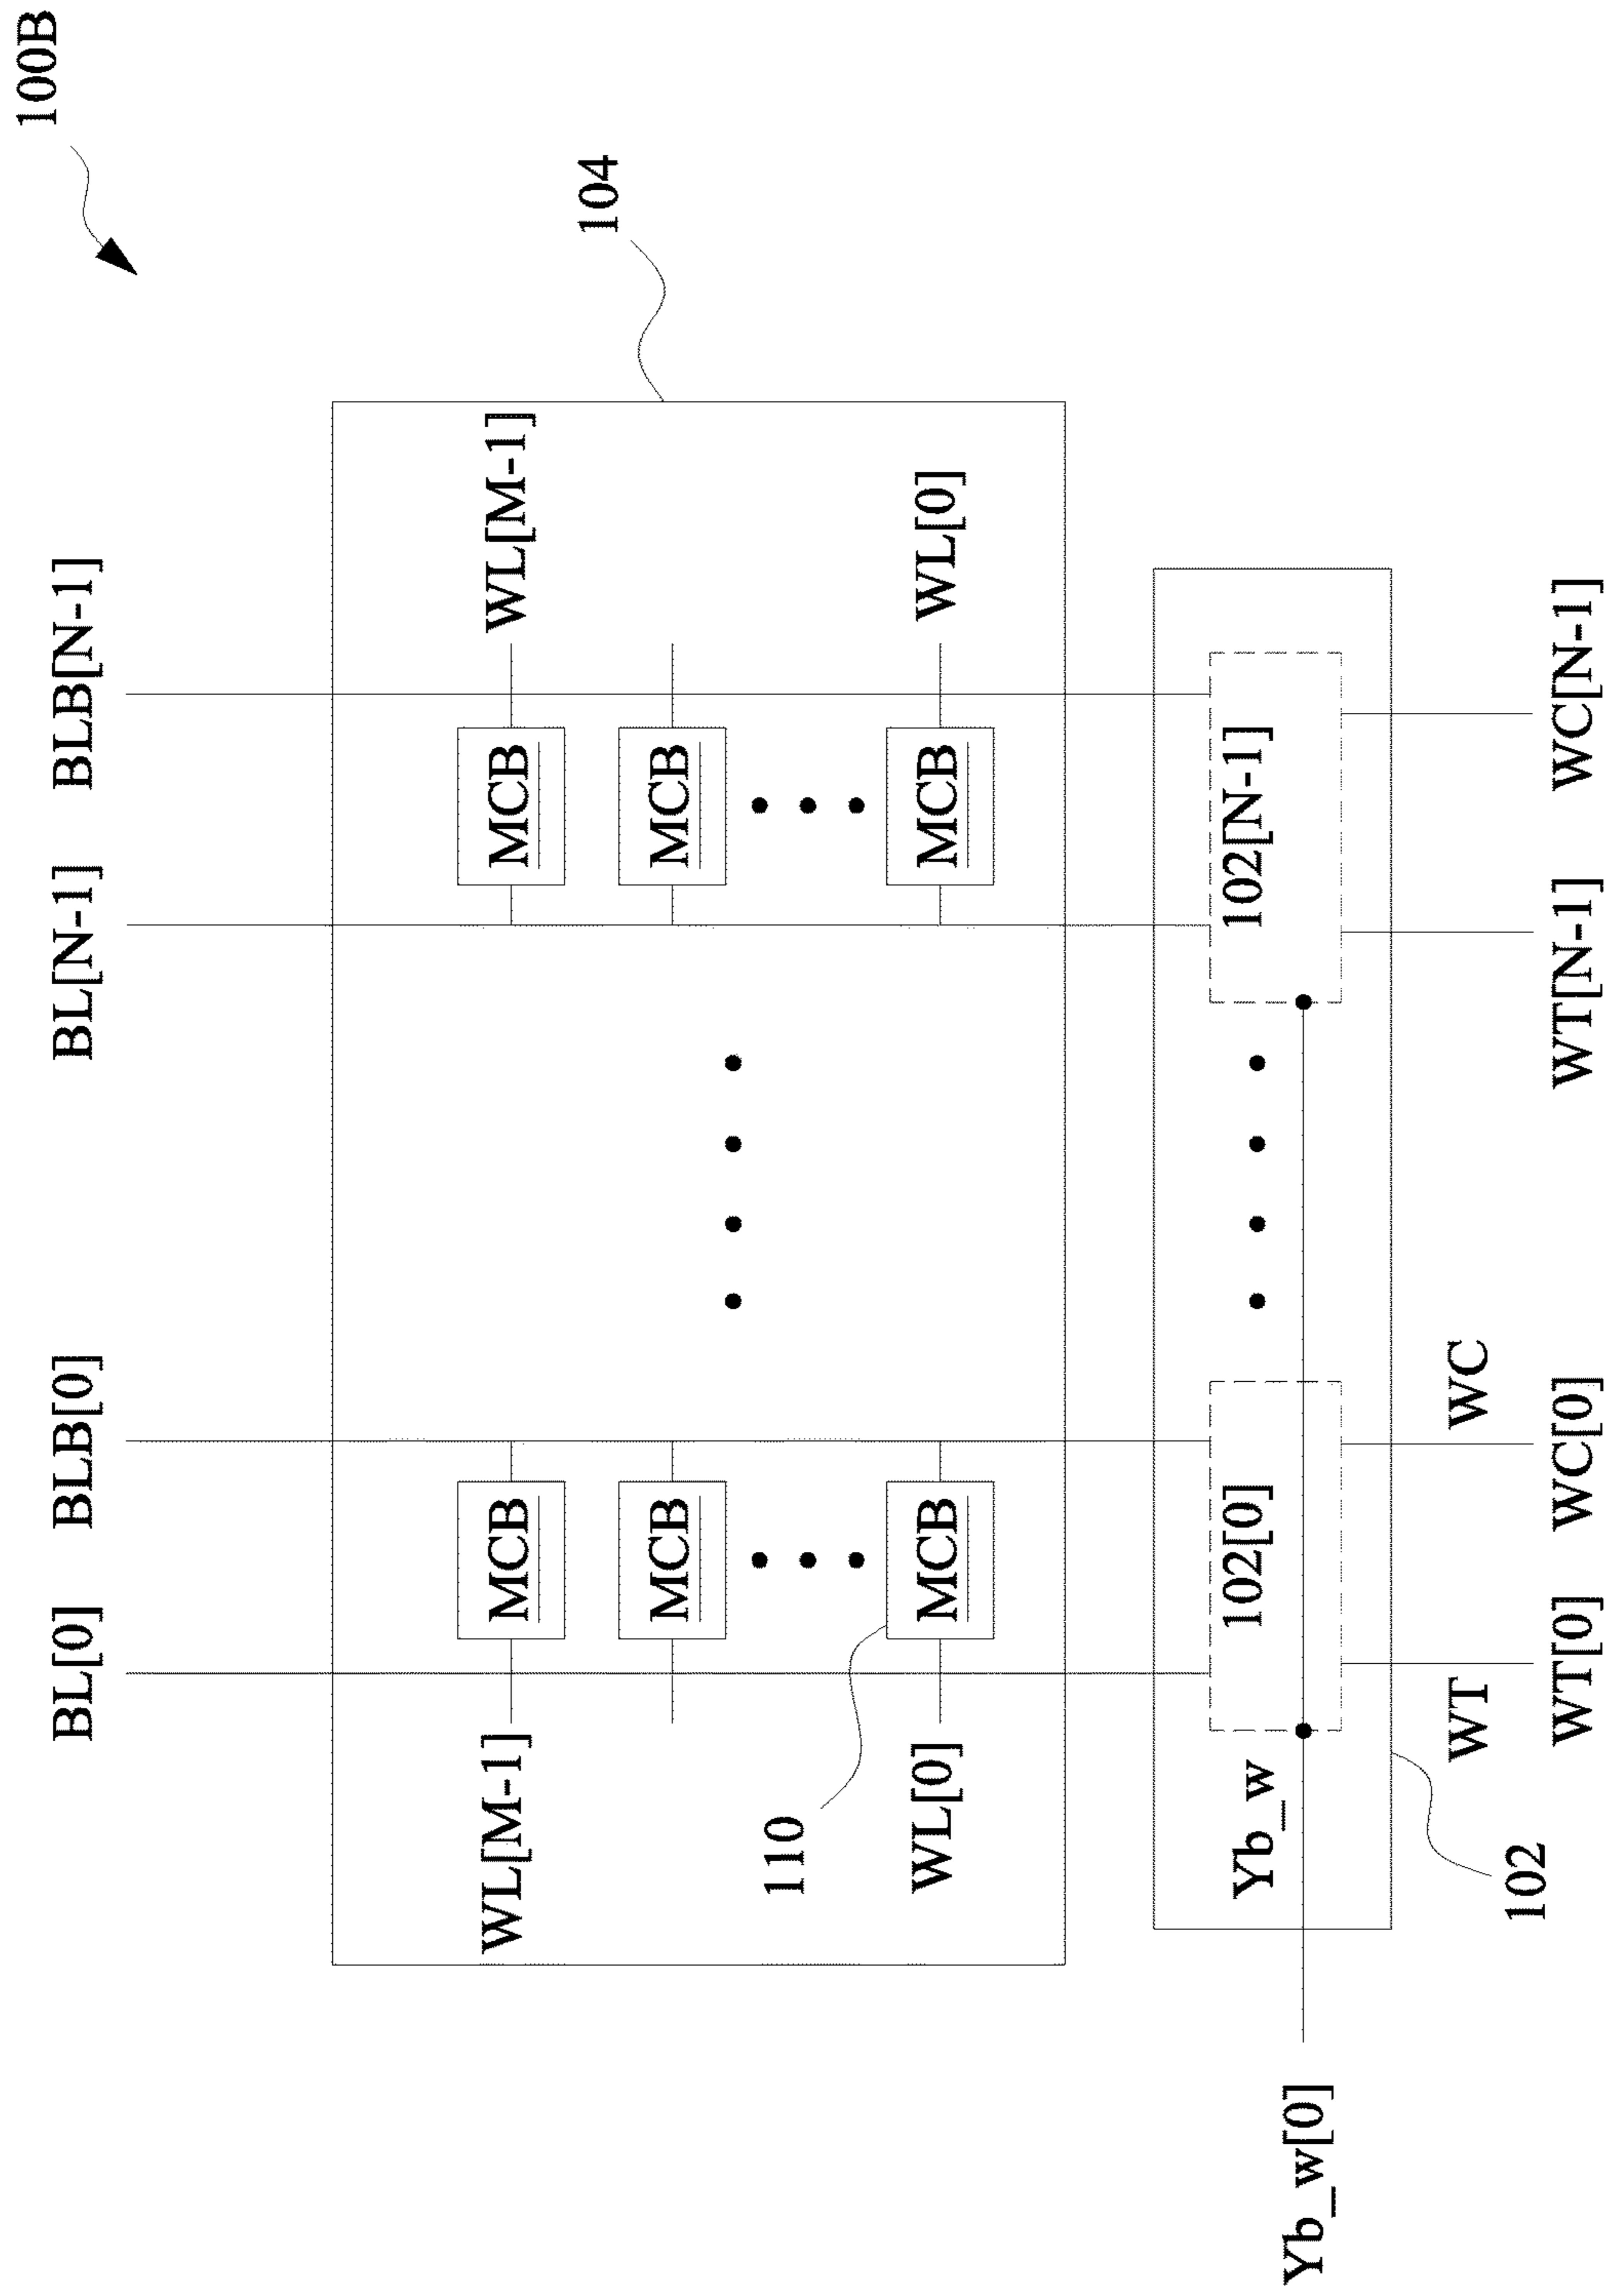 100B
BL[0] BLB[0] BL[N-1] BLB[N-1]
WL[M-1] MCB MCB WL[M-1]
104
MCB MCB
110
WL[0] MCB MCB WL[0]
Yb_w 102[0] 102[N-1]
Yb_w[0]
WT WC
102
WT[0] WC[0] WT[N-1] WC[N-1]